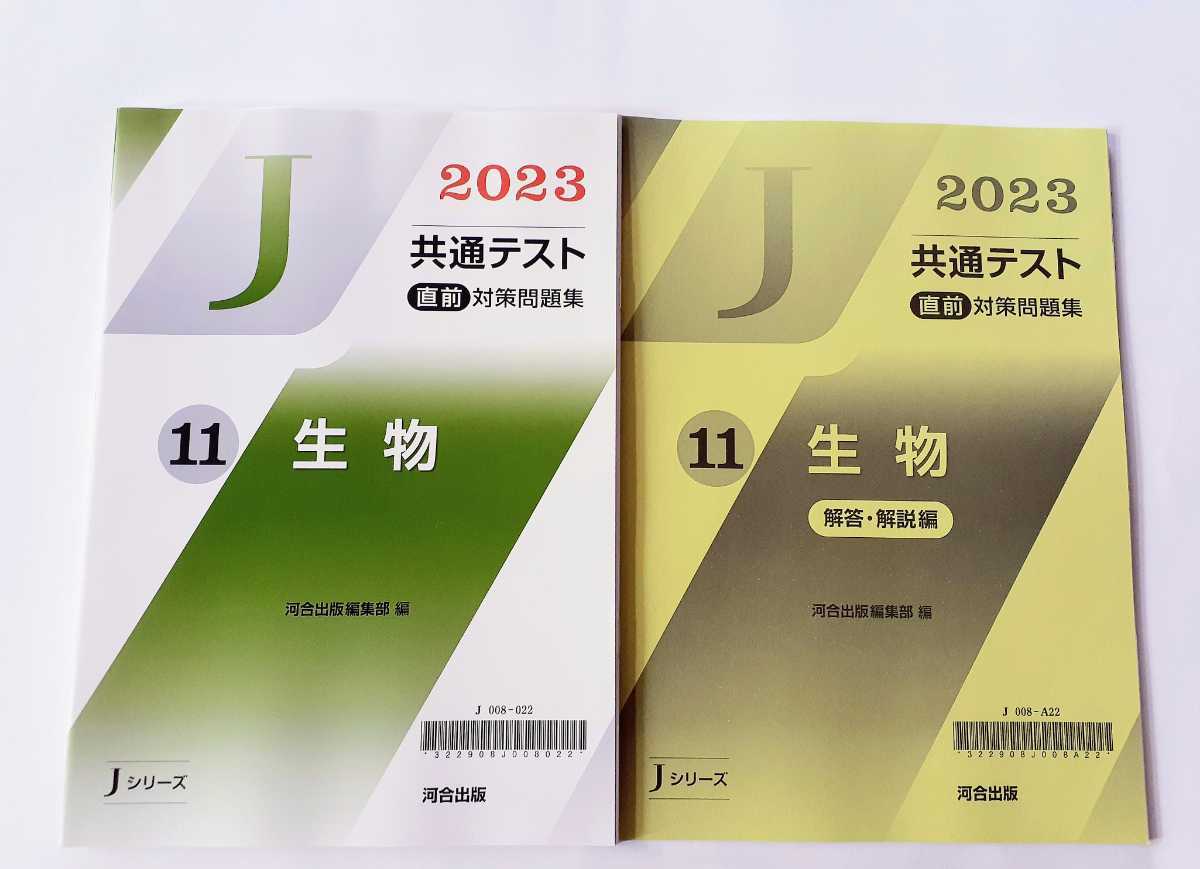 J
2023
共通テスト
直前 対策問題集
11
生物
河合出版編集部 編
J 008-022
*322908J008022*
Jシリーズ
河合出版
J
2023
共通テスト
直前 対策問題集
11
生物
解答・解説編
河合出版編集部 編
J 008-A22
*322908J008A22*
Jシリーズ
河合出版